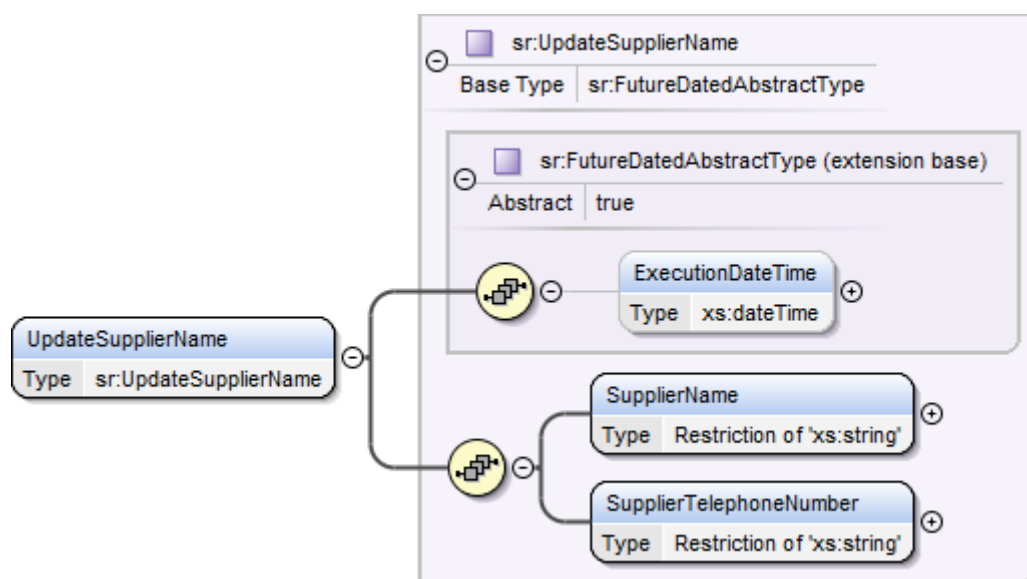 sr:UpdateSupplierName
Base Type sr:FutureDatedAbstractType
sr:FutureDatedAbstractType (extension base)
Abstract true
ExecutionDateTime
Type xs:dateTime
UpdateSupplierName
Type sr:UpdateSupplierName
SupplierName
Type Restriction of 'xs:string'
SupplierTelephoneNumber
Type Restriction of 'xs:string'